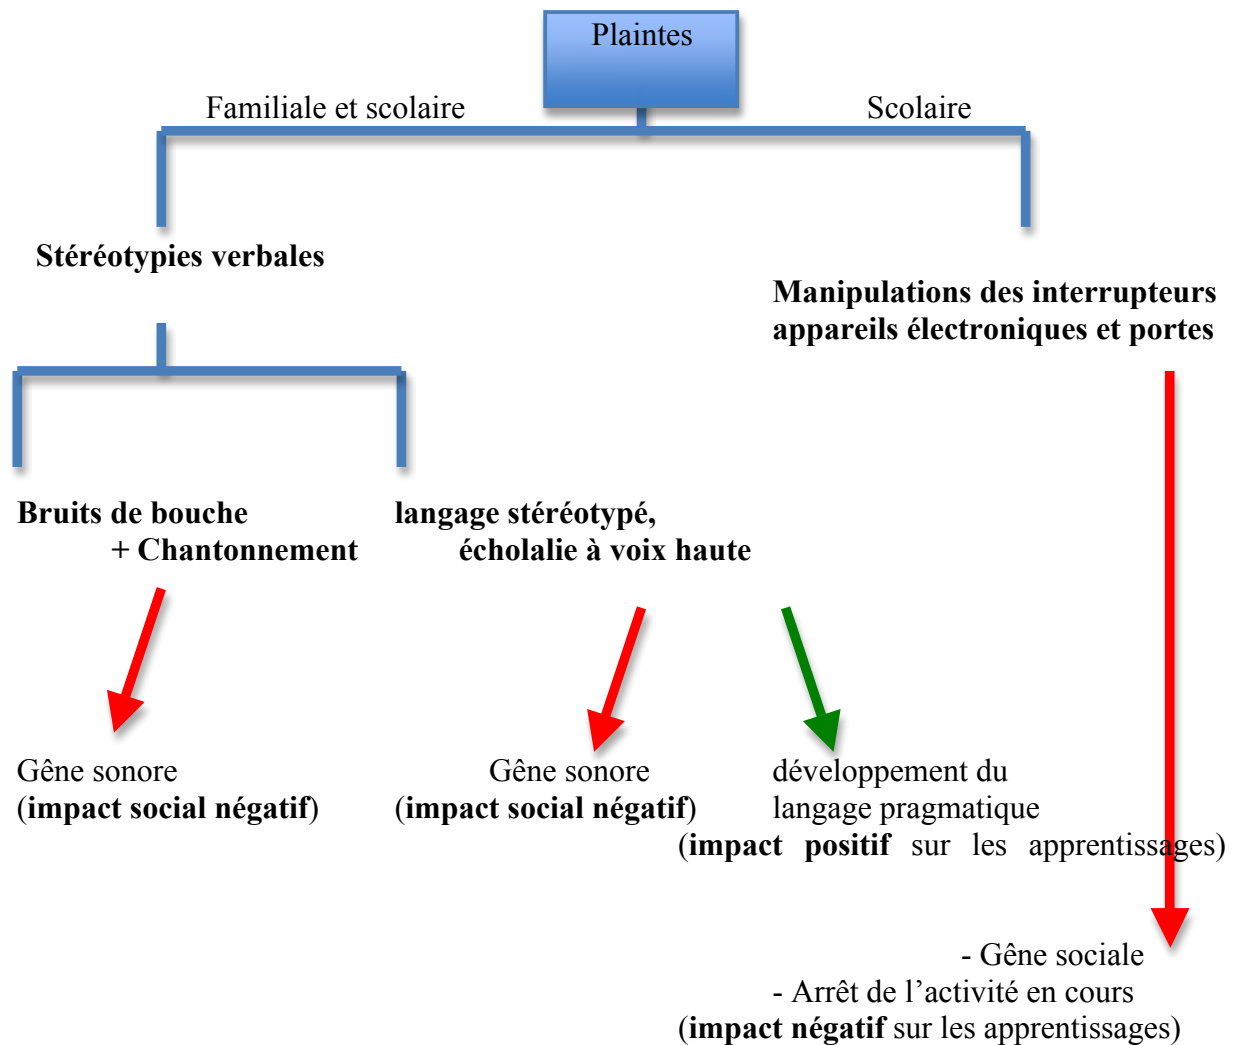 Plaintes
Familiale et scolaire
Scolaire
Stéréotypies verbales
Manipulations des interrupteurs
appareils électroniques et portes
Bruits de bouche
+ Chantonnement
langage stéréotypé,
écholalie à voix haute
Gêne sonore
(impact social négatif)
Gêne sonore
(impact social négatif)
développement du
langage pragmatique
(impact positif sur les apprentissages)
- Gêne sociale
- Arrêt de l’activité en cours
(impact négatif sur les apprentissages)